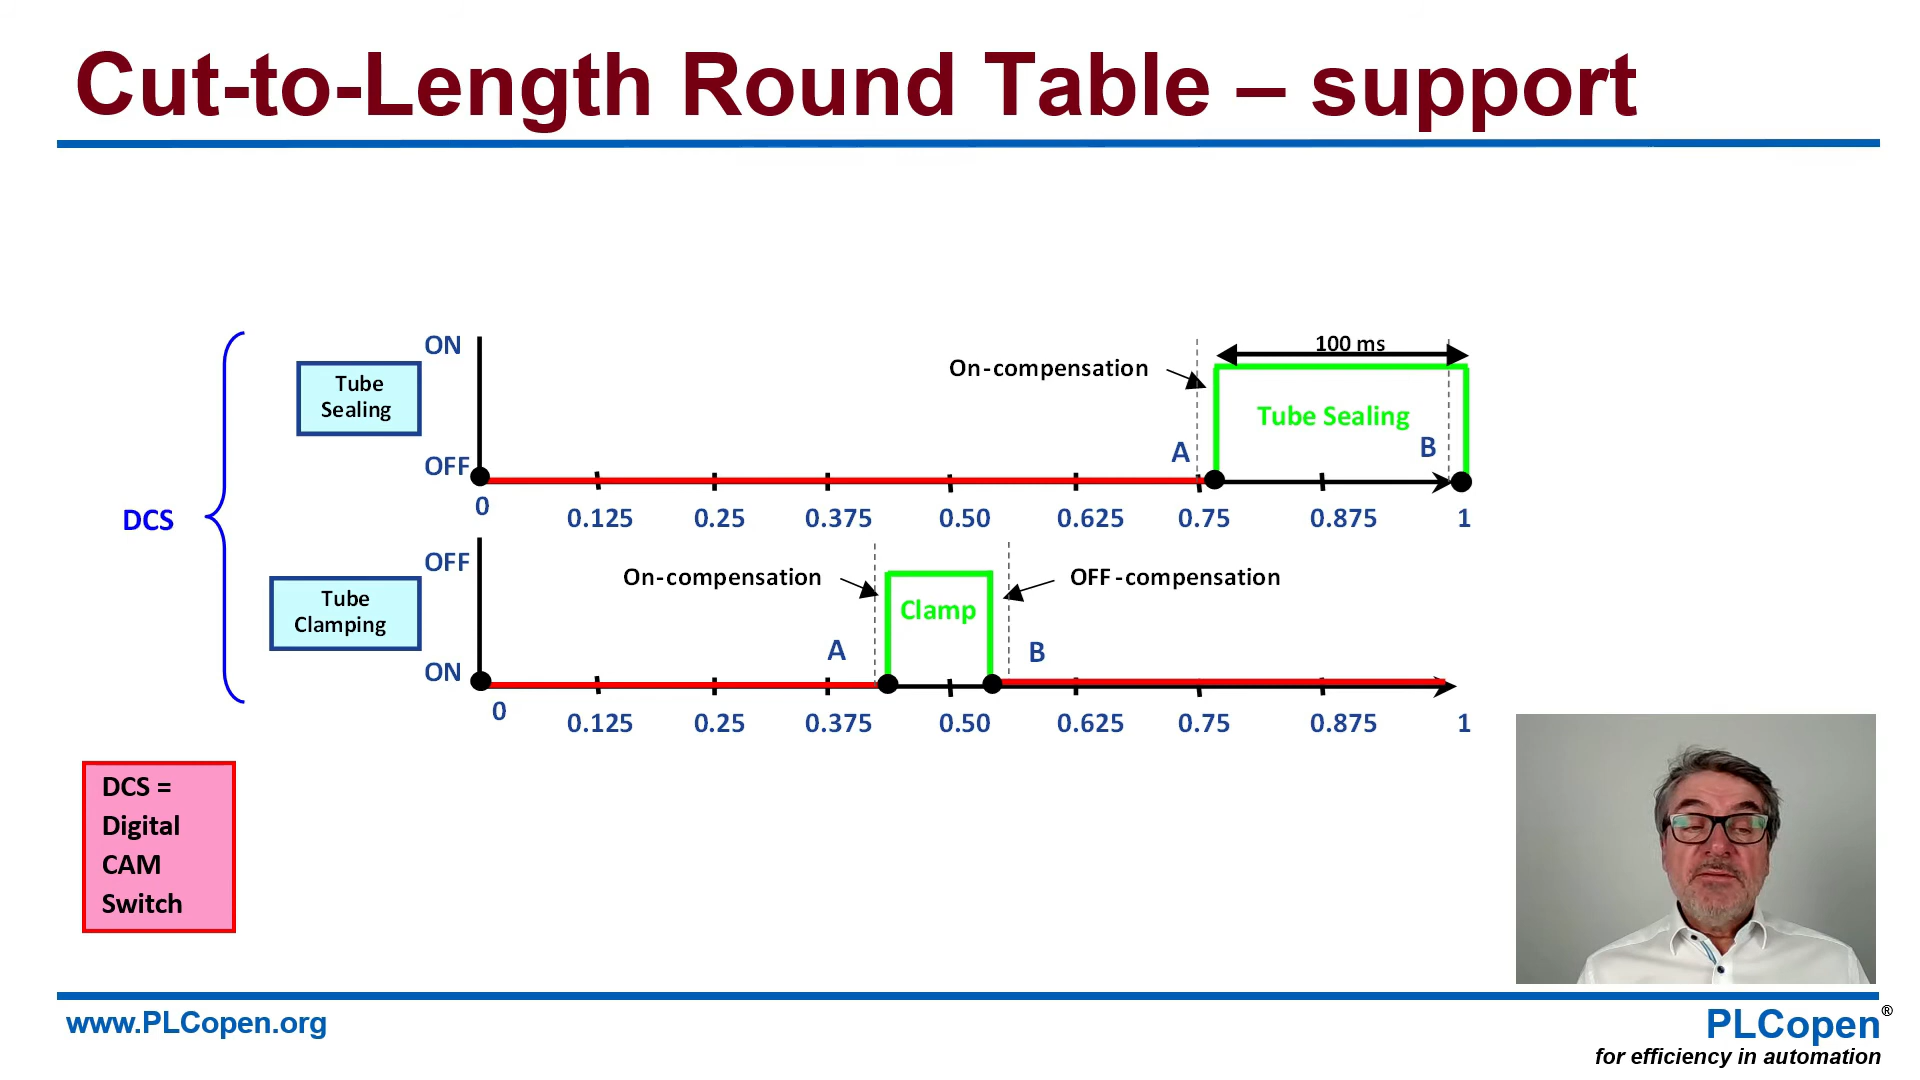 Cut-to-Length Round Table – support
ON
100 ms
On-compensation
Tube
Sealing
Tube Sealing
A
B
OFF
0
0.125
0.25
0.375
0.50
0.625
0.75
0.875
1
DCS
OFF
On-compensation
OFF-compensation
Tube
Clamping
Clamp
A
B
ON
0
0.125
0.25
0.375
0.50
0.625
0.75
0.875
1
DCS =
Digital
CAM
Switch
www.PLCopen.org
PLCopen®
for efficiency in automation